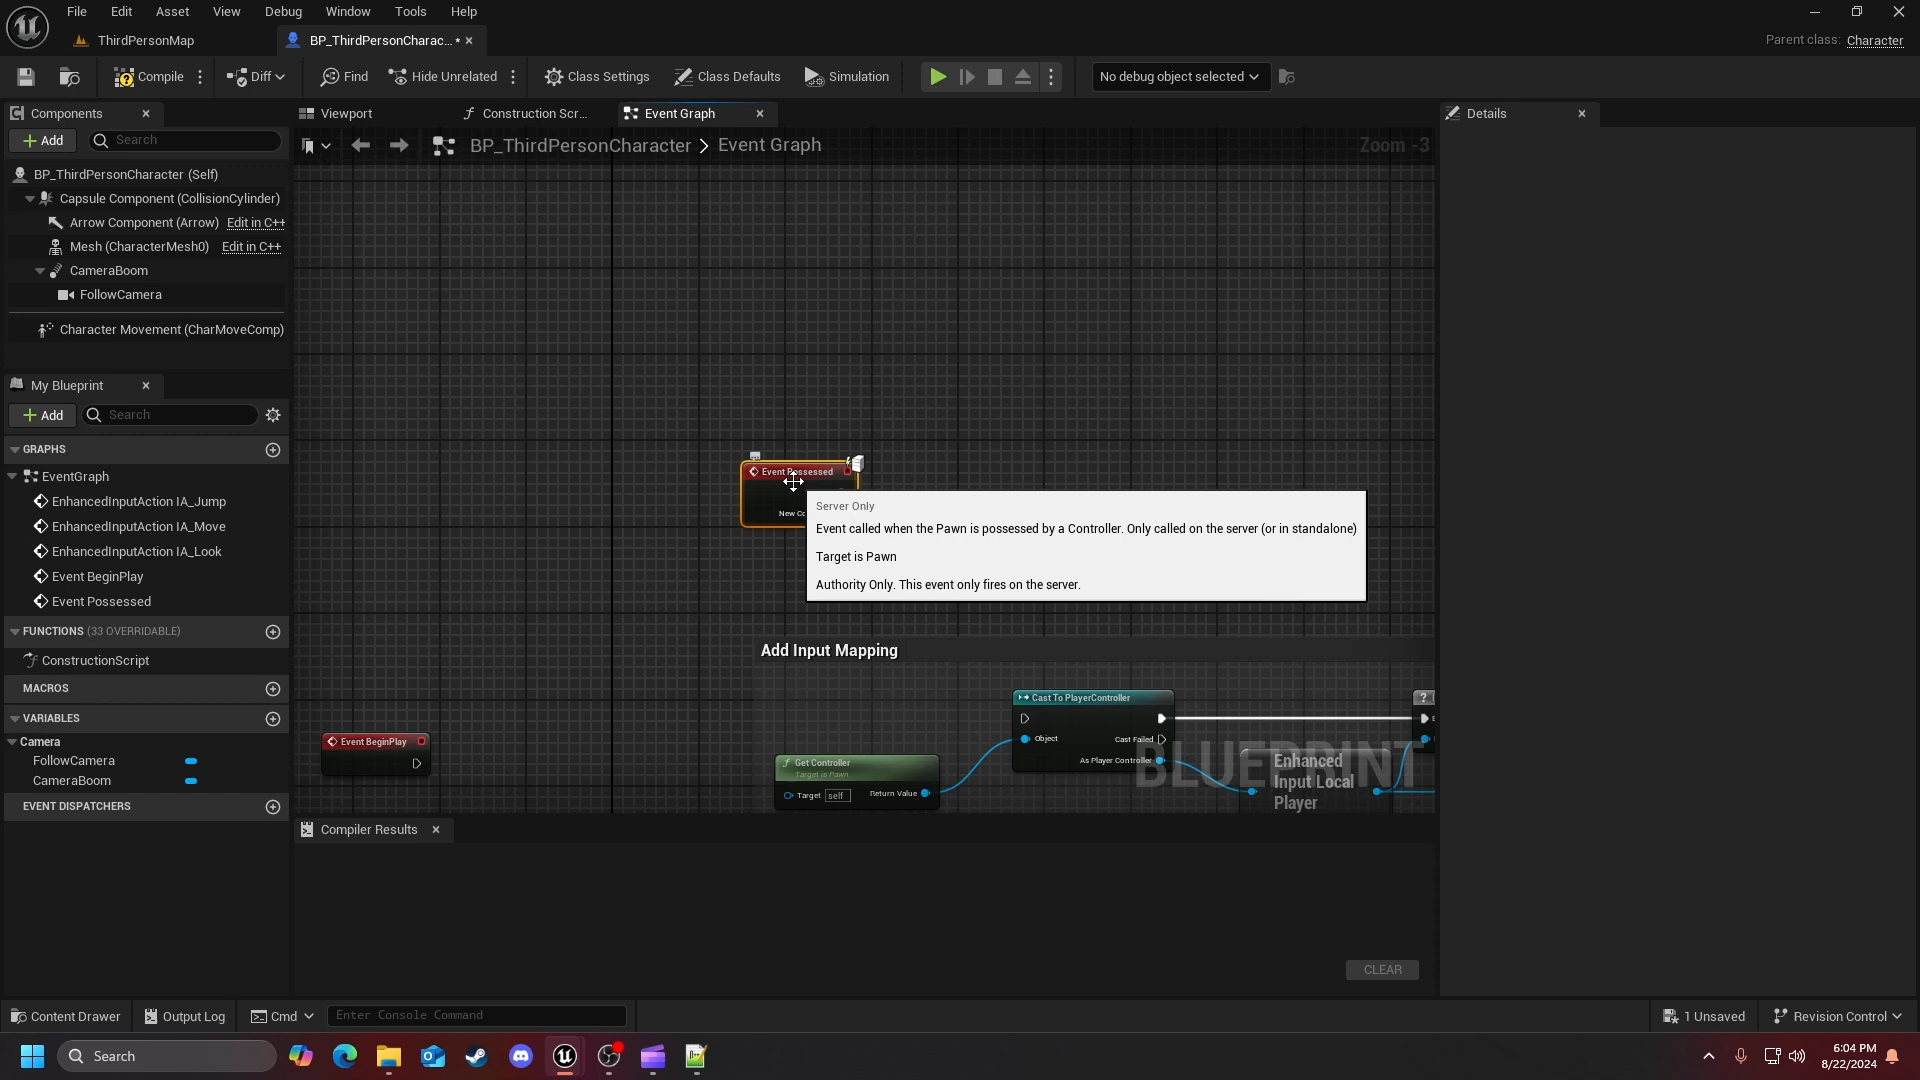 File Edit Asset View Debug Window Tools Help
ThirdPersonMap
BP_ThirdPersonCharac... *
Parent class: Character
Compile
Diff
Find
Hide Unrelated
Class Settings
Class Defaults
Simulation
No debug object selected
Components
Viewport
Construction Scr...
Event Graph
Details
Add
Search
BP_ThirdPersonCharacter > Event Graph
Zoom -3
BP_ThirdPersonCharacter (Self)
Capsule Component (CollisionCylinder)
Arrow Component (Arrow) Edit in C++
Mesh (CharacterMesh0) Edit in C++
CameraBoom
FollowCamera
Character Movement (CharMoveComp)
My Blueprint
Add
Search
GRAPHS
EventGraph
EnhancedInputAction IA_Jump
EnhancedInputAction IA_Move
EnhancedInputAction IA_Look
Event BeginPlay
Event Possessed
FUNCTIONS (33 OVERRIDABLE)
ConstructionScript
MACROS
VARIABLES
Camera
FollowCamera
CameraBoom
EVENT DISPATCHERS
Event Possessed
New Co
Server Only
Event called when the Pawn is possessed by a Controller. Only called on the server (or in standalone)
Target is Pawn
Authority Only. This event only fires on the server.
Add Input Mapping
Event BeginPlay
Get Controller
Target is Pawn
Target self
Return Value
Cast To PlayerController
Object
Cast Failed
As Player Controller
?
Enhanced
Input Local
Player
BLUEPRINT
Compiler Results
CLEAR
Content Drawer
Output Log
Cmd
Enter Console Command
1 Unsaved
Revision Control
Search
6:04 PM
8/22/2024